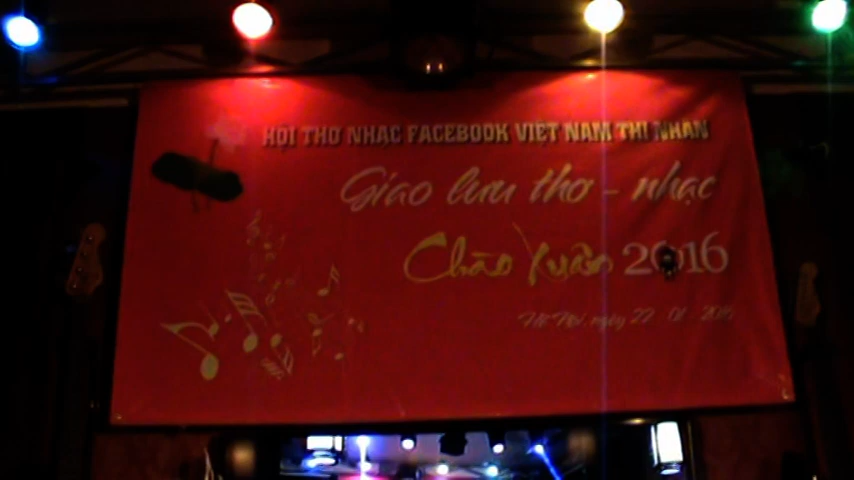 HỘI THƠ NHẠC FACEBOOK VIỆT NAM THI NHÂN
Giao lưu thơ - nhạc
Chào Xuân 2016
Hà Nội, ngày 22 - 01 - 2016